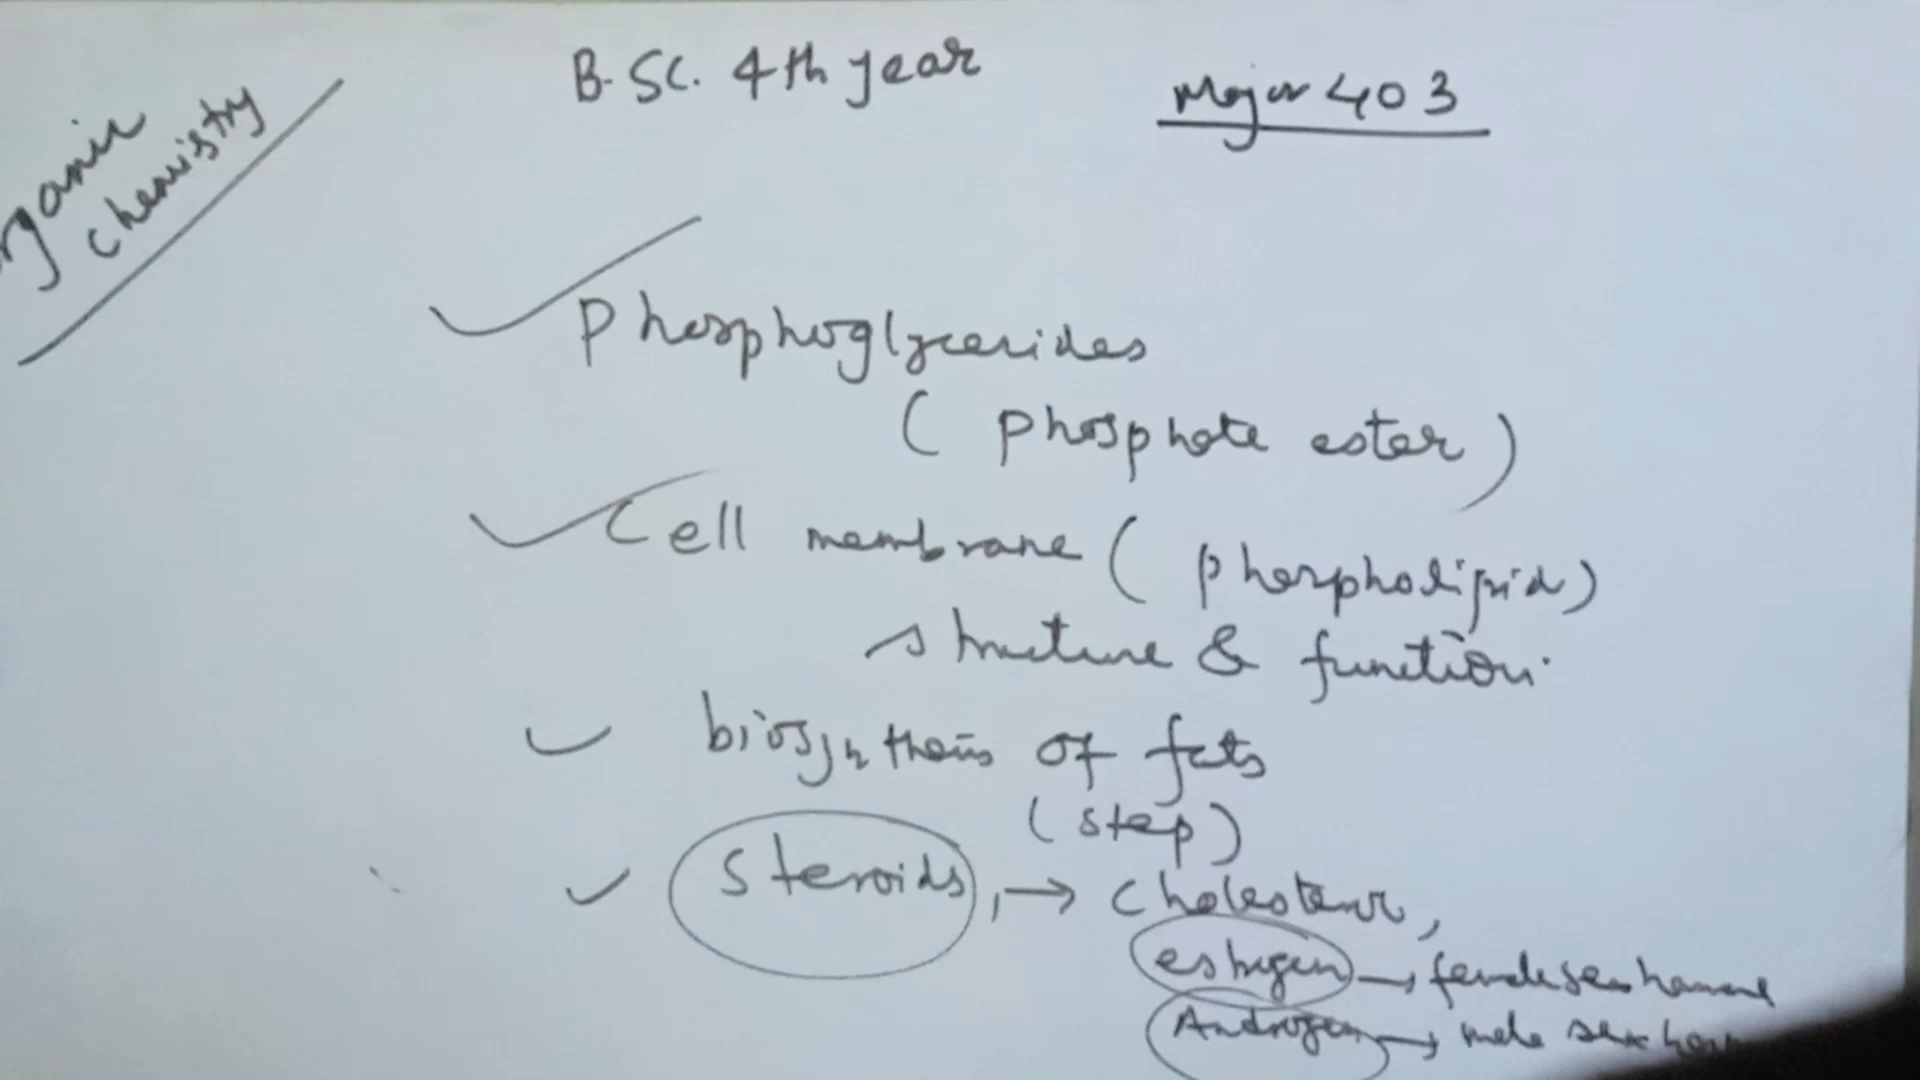 organic
chemistry
B.SC. 4th year
Major 403
Phosphoglycerides
(phosphate ester)
Cell membrane (phospholipid)
structure & function.
biosynthesis of fats
(step)
Steroids, → cholesterol,
estrogen → female sex hormone
Androgen → male sex hor